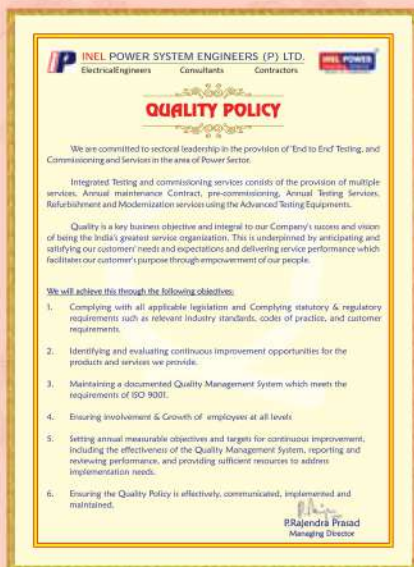 INEL POWER SYSTEM ENGINEERS (P) LTD.
ElectricalEngineers Consultants Contractors
INEL POWER
QUALITY POLICY
We are committed to sectoral leadership in the provision of 'End to End' Testing, and
Commissioning and Services in the area of Power Sector.
Integrated Testing and commissioning services consists of the provision of multiple
services, Annual maintenance Contract, pre-commissioning, Annual Testing Services,
Refurbishment and Modernization services using the Advanced Testing Equipments.
Quality is a key business objective and integral to our Company's success and vision
of being the India's greatest service organization. This is underpinned by anticipating and
satisfying our customers' needs and expectations and delivering service performance which
facilitates our customer's purpose through empowerment of our people.
We will achieve this through the following objectives:
1. Complying with all applicable legislation and Complying statutory & regulatory
requirements such as relevant industry standards, codes of practice, and customer
requirements.
2. Identifying and evaluating continuous improvement opportunities for the
products and services we provide.
3. Maintaining a documented Quality Management System which meets the
requirements of ISO 9001.
4. Ensuring involvement & Growth of employees at all levels
5. Setting annual measurable objectives and targets for continuous improvement,
including the effectiveness of the Quality Management System, reporting and
reviewing performance, and providing sufficient resources to address
implementation needs.
6. Ensuring the Quality Policy is effectively, communicated, implemented and
maintained.
P.Rajendra Prasad
Managing Director